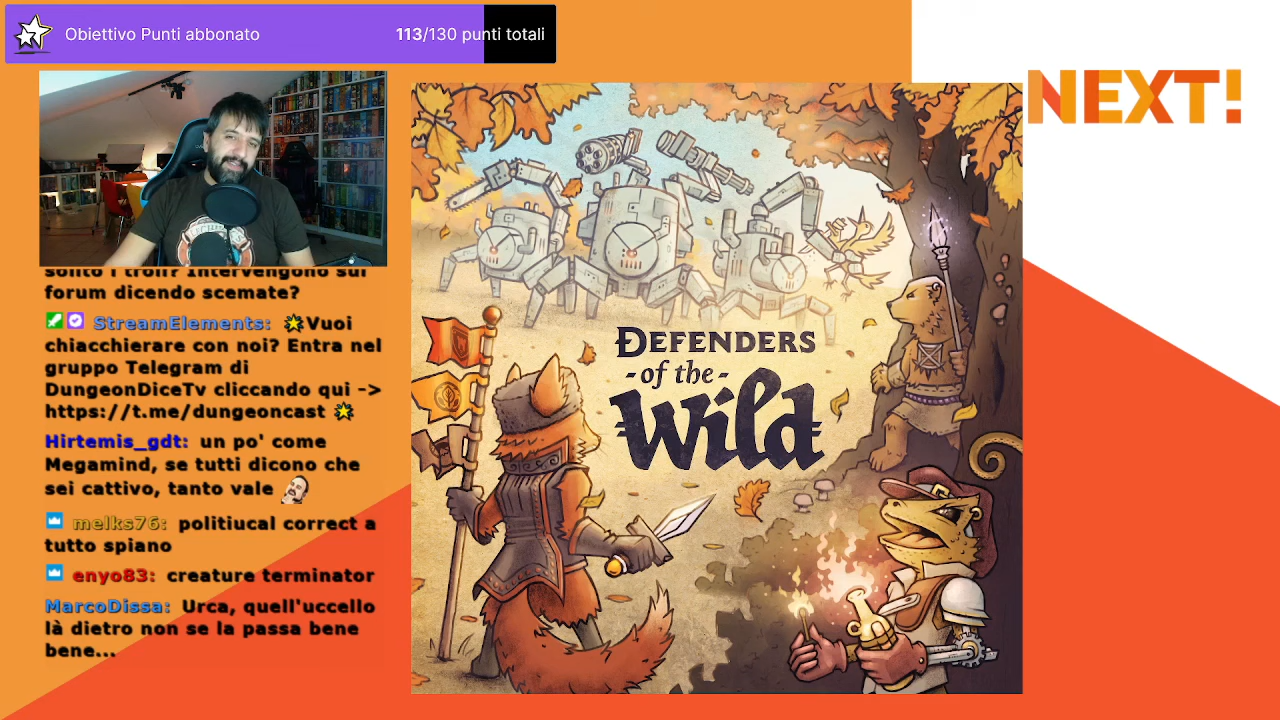 Obiettivo Punti abbonato
113/130 punti totali
NEXT!
solito i troll? Intervengono sul
forum dicendo scemate?
StreamElements: Vuoi
chiacchierare con noi? Entra nel
gruppo Telegram di
DungeonDiceTv cliccando qui ->
https://t.me/dungeoncast
Hirtemis_gdt: un po' come
Megamind, se tutti dicono che
sei cattivo, tanto vale
melks76: politiucal correct a
tutto spiano
enyo83: creature terminator
MarcoDissa: Urca, quell'uccello
là dietro non se la passa bene
bene...
DEFENDERS
- of the -
Wild